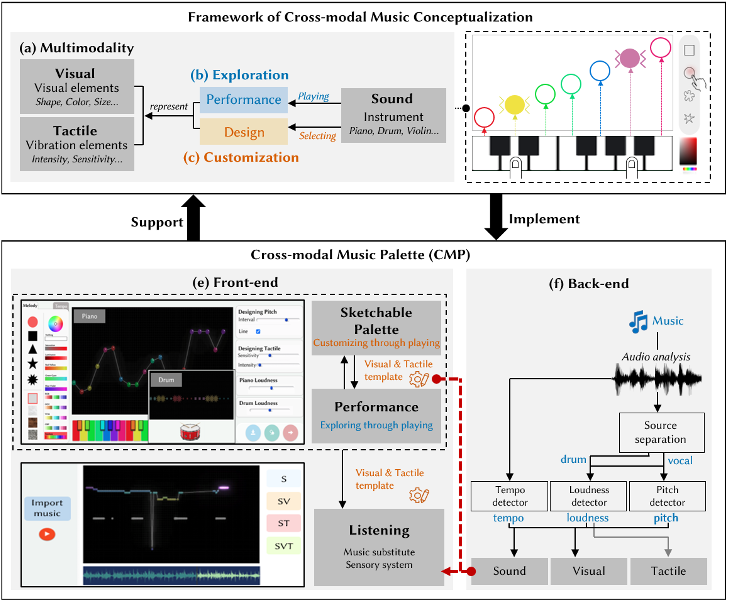 Framework of Cross-modal Music Conceptualization
(a) Multimodality
Visual
Visual elements
Shape, Color, Size...
Tactile
Vibration elements
Intensity, Sensitivity...
represent
(b) Exploration
Performance
Design
(c) Customization
Playing
Selecting
Sound
Instrument
Piano, Drum, Violin...
Support
Implement
Cross-modal Music Palette (CMP)
(e) Front-end
Melody
Piano
Drum
Designing Pitch
Interval
Line
Designing Tactile
Sensitivity
Intensity
Piano Loudness
Drum Loudness
Sketchable
Palette
Customizing through playing
Visual & Tactile
template
Performance
Exploring through playing
Visual & Tactile
template
Import
music
S
SV
ST
SVT
Listening
Music substitute
Sensory system
(f) Back-end
Music
Audio analysis
Source
separation
drum
vocal
Tempo
detector
Loudness
detector
Pitch
detector
tempo
loudness
pitch
Sound
Visual
Tactile